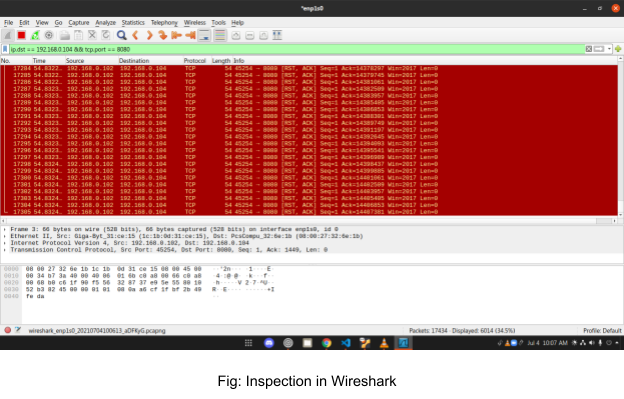 *enp1s0
File Edit View Go Capture Analyze Statistics Telephony Wireless Tools Help
ip.dst == 192.168.0.104 && tcp.port == 8080
No. Time Source Destination Protocol Length Info
17284 54.8322… 192.168.0.102 192.168.0.104 TCP 54 45254 → 8080 [RST, ACK] Seq=1 Ack=14378297 Win=2017 Len=0
17285 54.8322… 192.168.0.102 192.168.0.104 TCP 54 45254 → 8080 [RST, ACK] Seq=1 Ack=14379745 Win=2017 Len=0
17286 54.8323… 192.168.0.102 192.168.0.104 TCP 54 45254 → 8080 [RST, ACK] Seq=1 Ack=14381061 Win=2017 Len=0
17287 54.8323… 192.168.0.102 192.168.0.104 TCP 54 45254 → 8080 [RST, ACK] Seq=1 Ack=14382509 Win=2017 Len=0
17288 54.8323… 192.168.0.102 192.168.0.104 TCP 54 45254 → 8080 [RST, ACK] Seq=1 Ack=14383957 Win=2017 Len=0
17289 54.8323… 192.168.0.102 192.168.0.104 TCP 54 45254 → 8080 [RST, ACK] Seq=1 Ack=14385405 Win=2017 Len=0
17290 54.8323… 192.168.0.102 192.168.0.104 TCP 54 45254 → 8080 [RST, ACK] Seq=1 Ack=14386853 Win=2017 Len=0
17291 54.8323… 192.168.0.102 192.168.0.104 TCP 54 45254 → 8080 [RST, ACK] Seq=1 Ack=14388301 Win=2017 Len=0
17292 54.8323… 192.168.0.102 192.168.0.104 TCP 54 45254 → 8080 [RST, ACK] Seq=1 Ack=14389749 Win=2017 Len=0
17293 54.8323… 192.168.0.102 192.168.0.104 TCP 54 45254 → 8080 [RST, ACK] Seq=1 Ack=14391197 Win=2017 Len=0
17294 54.8323… 192.168.0.102 192.168.0.104 TCP 54 45254 → 8080 [RST, ACK] Seq=1 Ack=14392645 Win=2017 Len=0
17295 54.8323… 192.168.0.102 192.168.0.104 TCP 54 45254 → 8080 [RST, ACK] Seq=1 Ack=14394093 Win=2017 Len=0
17296 54.8323… 192.168.0.102 192.168.0.104 TCP 54 45254 → 8080 [RST, ACK] Seq=1 Ack=14395541 Win=2017 Len=0
17297 54.8323… 192.168.0.102 192.168.0.104 TCP 54 45254 → 8080 [RST, ACK] Seq=1 Win=2017 Len=0
17298 54.8324… 192.168.0.102 192.168.0.104 TCP 54 45254 → 8080 [RST, ACK] Seq=1 Ack=14398437 Win=2017 Len=0
17299 54.8324… 192.168.0.102 192.168.0.104 TCP 54 45254 → 8080 [RST, ACK] Seq=1 Ack=14399885 Win=2017 Len=0
17300 54.8324… 192.168.0.102 192.168.0.104 TCP 54 45254 → 8080 [RST, ACK] Seq=1 Win=2017 Len=0
17301 54.8324… 192.168.0.102 192.168.0.104 TCP 54 45254 → 8080 [RST, ACK] Seq=1 Ack=14402509 Win=2017 Len=0
17302 54.8324… 192.168.0.102 192.168.0.104 TCP 54 45254 → 8080 [RST, ACK] Seq=1 Ack=14403957 Win=2017 Len=0
17303 54.8324… 192.168.0.102 192.168.0.104 TCP 54 45254 → 8080 [RST, ACK] Seq=1 Ack=14405405 Win=2017 Len=0
17304 54.8324… 192.168.0.102 192.168.0.104 TCP 54 45254 → 8080 [RST, ACK] Seq=1 Ack=14406853 Win=2017 Len=0
17305 54.8324… 192.168.0.102 192.168.0.104 TCP 54 45254 → 8080 [RST, ACK] Seq=1 Ack=14407381 Win=2017 Len=0
Frame 3: 66 bytes on wire (528 bits), 66 bytes captured (528 bits) on interface enp1s0, id 0
Ethernet II, Src: Giga-Byt_31:ce:15 (1c:1b:0d:31:ce:15), Dst: PcsCompu_32:6e:1b (08:00:27:32:6e:1b)
Internet Protocol Version 4, Src: 192.168.0.102, Dst: 192.168.0.104
Transmission Control Protocol, Src Port: 45254, Dst Port: 8080, Seq: 1, Ack: 1449, Len: 0
0000 08 00 27 32 6e 1b 1c 1b 0d 31 ce 15 08 00 45 00
0010 00 34 b7 3a 40 00 40 06 01 6b c0 a8 00 66 c0 a8
0020 00 68 b0 c6 1f 90 f5 56 32 87 37 e9 5e 55 80 10
0030 52 b3 82 45 00 00 01 01 08 0a a6 cf 1f bf 2b 49
0040 fe da
wireshark_enp1s0_20210704100613_aDFKyG.pcapng Packets: 17434 · Displayed: 6014 (34.5%) Profile: Default
Jul 4 10:07 AM
Fig: Inspection in Wireshark